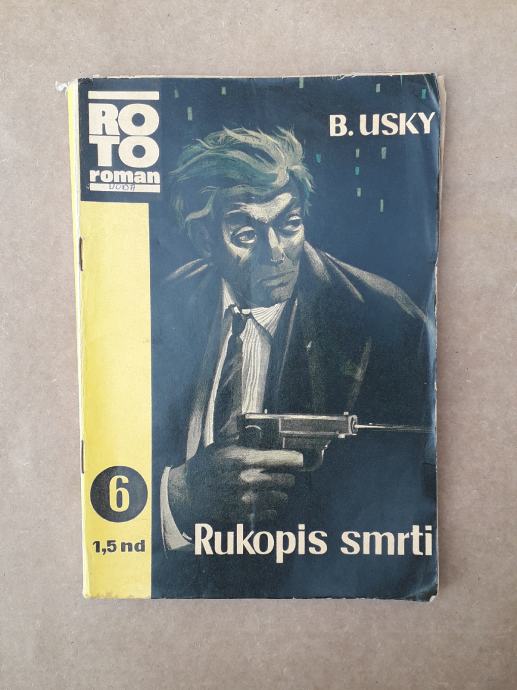 RO
TO
roman
B. USKY
6
1,5 nd
Rukopis smrti